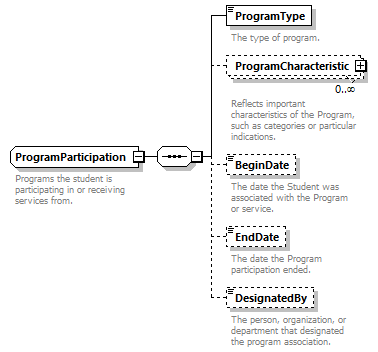 ProgramType
The type of program.
ProgramCharacteristic
0..∞
Reflects important
characteristics of the Program,
such as categories or particular
indications.
ProgramParticipation
Programs the student is
participating in or receiving
services from.
BeginDate
The date the Student was
associated with the Program
or service.
EndDate
The date the Program
participation ended.
DesignatedBy
The person, organization, or
department that designated
the program association.